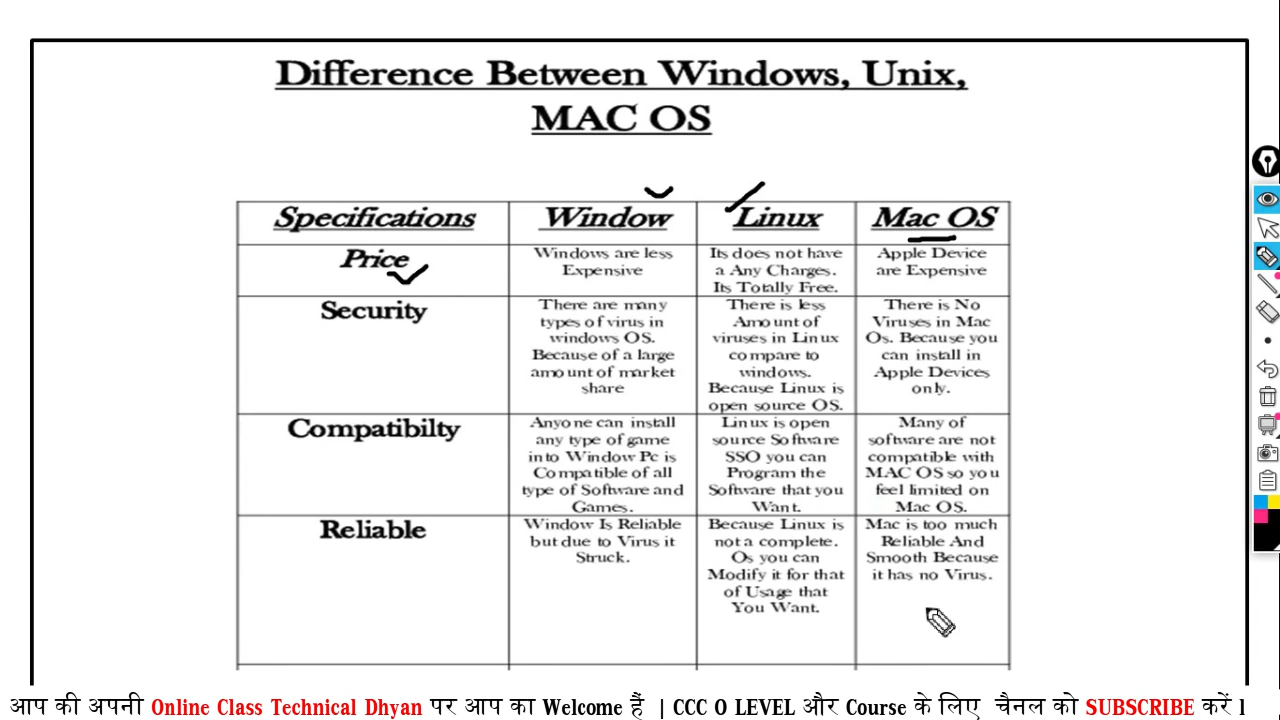 Difference Between Windows, Unix,
MAC OS
Specifications
Window
Linux
Mac OS
Price
Windows are less
Expensive
Its does not have
a Any Charges.
Its Totally Free.
Apple Device
are Expensive
Security
There are many
types of virus in
windows OS.
Because of a large
amount of market
share
There is less
Amount of
viruses in Linux
compare to
windows.
Because Linux is
open source OS.
There is No
Viruses in Mac
Os. Because you
can install in
Apple Devices
only.
Compatibilty
Anyone can install
any type of game
into Window Pc is
Compatible of all
type of Software and
Games.
Linux is open
source Software
SSO you can
Program the
Software that you
Want.
Many of
software are not
compatible with
MAC OS so you
feel limited on
Mac OS.
Reliable
Window Is Reliable
but due to Virus it
Struck.
Because Linux is
not a complete.
Os you can
Modify it for that
of Usage that
You Want.
Mac is too much
Reliable And
Smooth Because
it has no Virus.
आप की अपनी Online Class Technical Dhyan पर आप का Welcome हैं | CCC O LEVEL और Course के लिए चैनल को SUBSCRIBE करें l